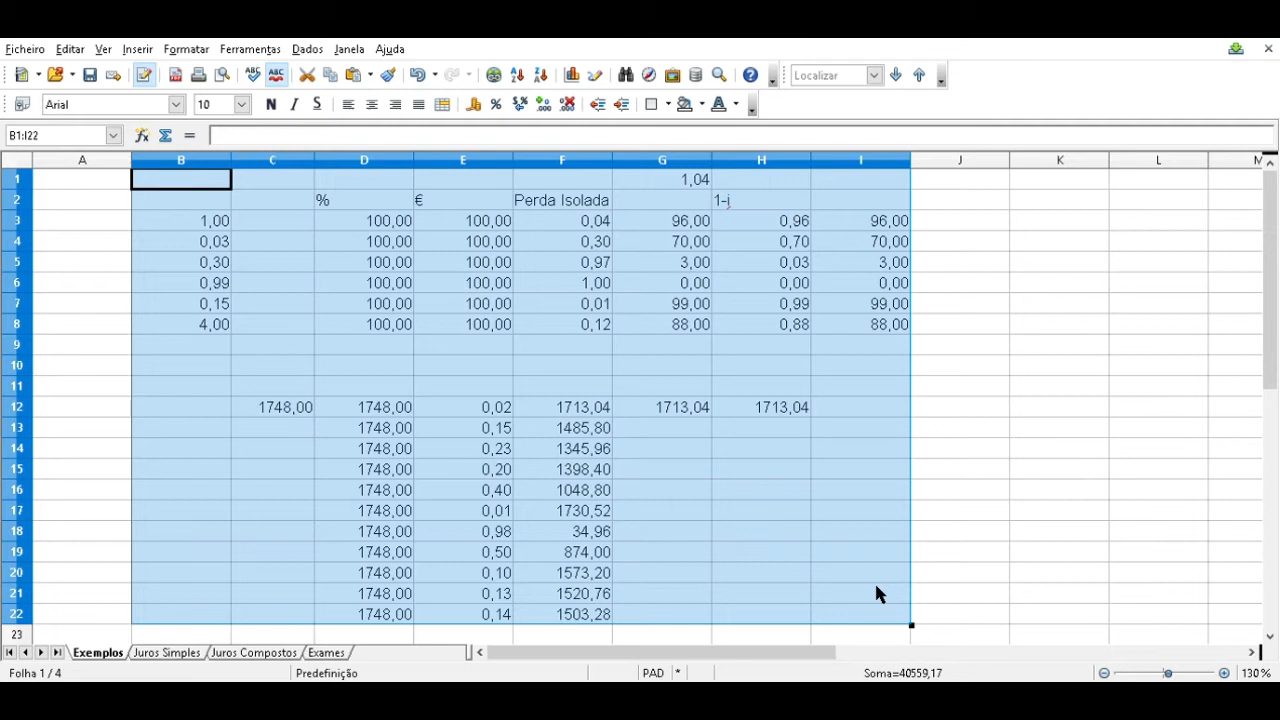 Ficheiro Editar Ver Inserir Formatar Ferramentas Dados Janela Ajuda
Localizar
Arial 10 N I S
B1:I22
A B C D E F G H I J K L M
1 1,04
2 % € Perda Isolada 1-i
3 1,00 100,00 100,00 0,04 96,00 0,96 96,00
4 0,03 100,00 100,00 0,30 70,00 0,70 70,00
5 0,30 100,00 100,00 0,97 3,00 0,03 3,00
6 0,99 100,00 100,00 1,00 0,00 0,00 0,00
7 0,15 100,00 100,00 0,01 99,00 0,99 99,00
8 4,00 100,00 100,00 0,12 88,00 0,88 88,00
9
10
11
12 1748,00 1748,00 0,02 1713,04 1713,04 1713,04
13 1748,00 0,15 1485,80
14 1748,00 0,23 1345,96
15 1748,00 0,20 1398,40
16 1748,00 0,40 1048,80
17 1748,00 0,01 1730,52
18 1748,00 0,98 34,96
19 1748,00 0,50 874,00
20 1748,00 0,10 1573,20
21 1748,00 0,13 1520,76
22 1748,00 0,14 1503,28
23
Exemplos Juros Simples Juros Compostos Exames
Folha 1 / 4 Predefinição PAD * Soma=40559,17 130%